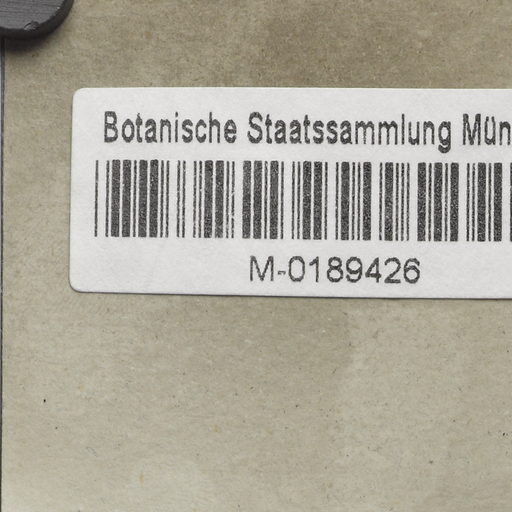 Botanische Staatssammlung Mün
M-0189426